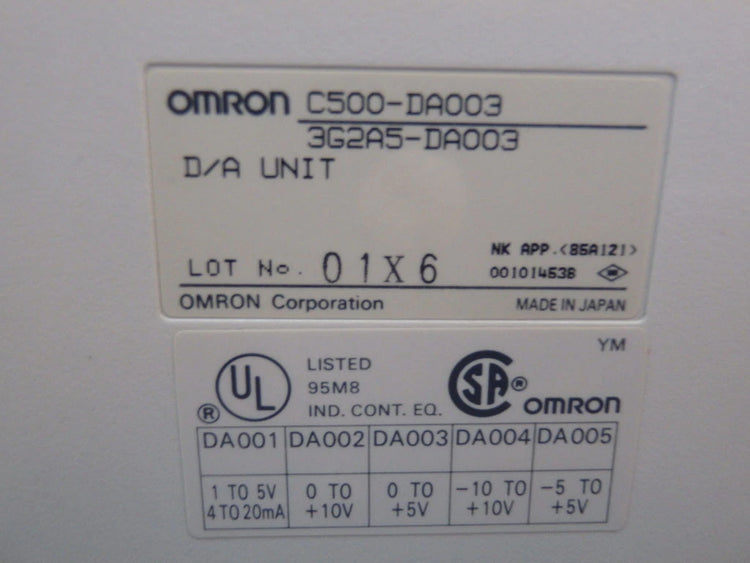 OMRON C500-DA003
3G2A5-DA003
D/A UNIT
NK APP.<85A121>
LOT No. 01X6 001014538
OMRON Corporation MADE IN JAPAN
YM
UL LISTED
95M8
IND. CONT. EQ.
® SA ® OMRON
DA001 DA002 DA003 DA004 DA005
1 TO 5V 0 TO 0 TO -10 TO -5 TO
4 TO 20mA +10V +5V +10V +5V